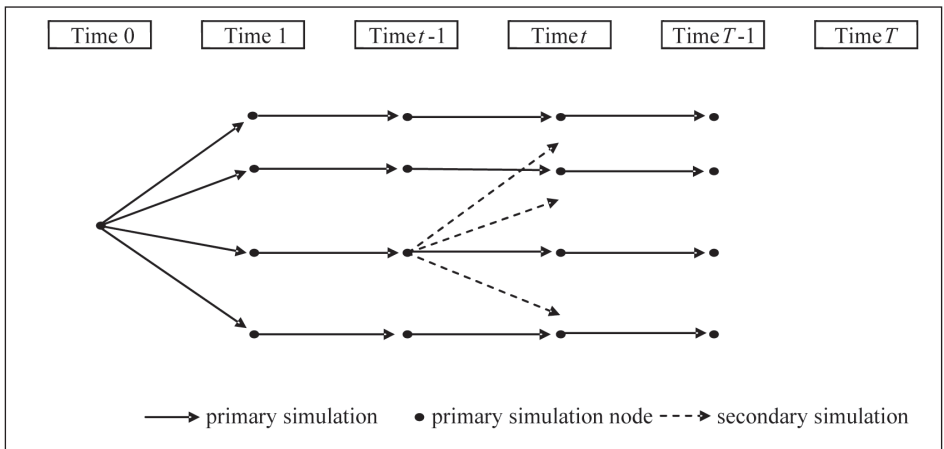 Time 0 Time 1 Time t-1 Time t Time T-1 Time T
primary simulation primary simulation node secondary simulation